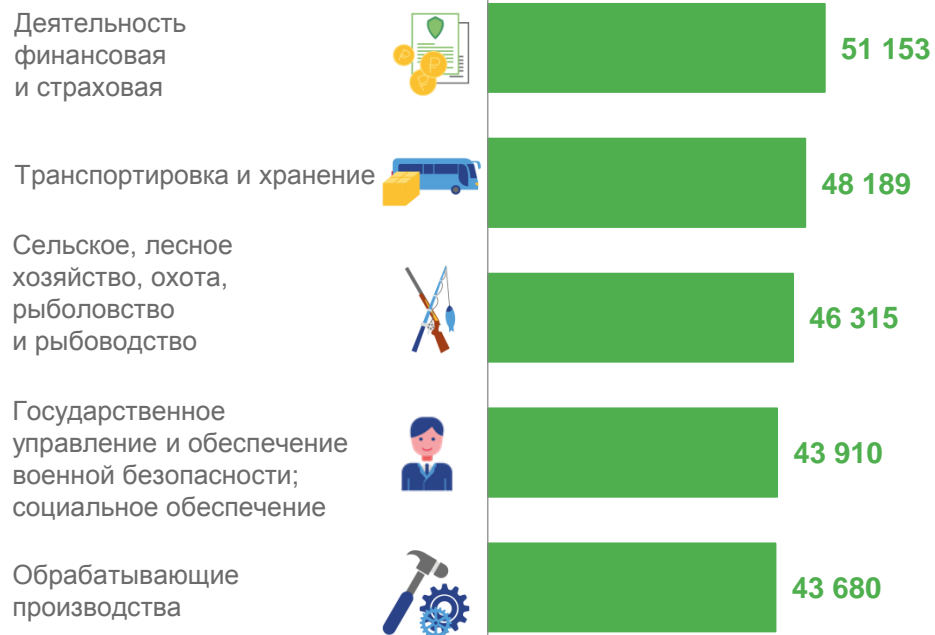 Деятельность
финансовая
и страховая
51 153
Транспортировка и хранение
48 189
Сельское, лесное
хозяйство, охота,
рыболовство
и рыбоводство
46 315
Государственное
управление и обеспечение
военной безопасности;
социальное обеспечение
43 910
Обрабатывающие
производства
43 680